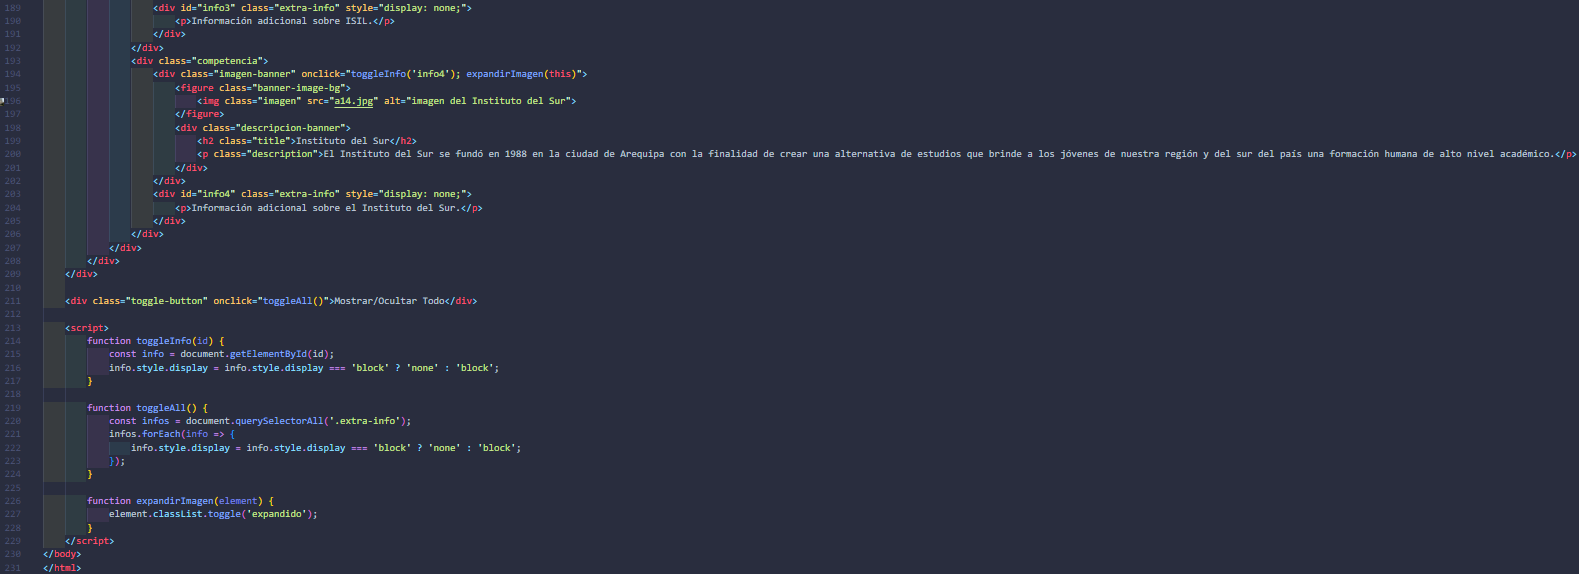 189 <div id="info3" class="extra-info" style="display: none;">
190 <p>Información adicional sobre ISIL.</p>
191 </div>
192 </div>
193 <div class="competencia">
194 <div class="imagen-banner" onclick="toggleInfo('info4'); expandirImagen(this)">
195 <figure class="banner-image-bg">
196 <img class="imagen" src="a14.jpg" alt="imagen del Instituto del Sur">
197 </figure>
198 <div class="descripcion-banner">
199 <h2 class="title">Instituto del Sur</h2>
200 <p class="description">El Instituto del Sur se fundó en 1988 en la ciudad de Arequipa con la finalidad de crear una alternativa de estudios que brinde a los jóvenes de nuestra región y del sur del país una formación humana de alto nivel académico.</p>
201 </div>
202 </div>
203 <div id="info4" class="extra-info" style="display: none;">
204 <p>Información adicional sobre el Instituto del Sur.</p>
205 </div>
206 </div>
207 </div>
208 </div>
209 </div>
210
211 <div class="toggle-button" onclick="toggleAll()">Mostrar/Ocultar Todo</div>
212
213 <script>
214 function toggleInfo(id) {
215 const info = document.getElementById(id);
216 info.style.display = info.style.display === 'block' ? 'none' : 'block';
217 }
218
219 function toggleAll() {
220 const infos = document.querySelectorAll('.extra-info');
221 infos.forEach(info => {
222 info.style.display = info.style.display === 'block' ? 'none' : 'block';
223 });
224 }
225
226 function expandirImagen(element) {
227 element.classList.toggle('expandido');
228 }
229 </script>
230 </body>
231 </html>